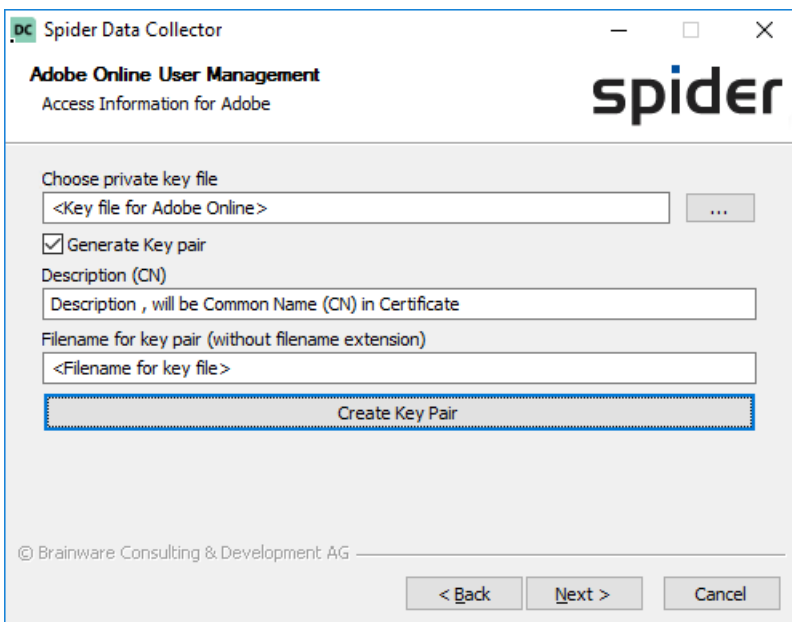 DC Spider Data Collector
Adobe Online User Management
Access Information for Adobe
spider
Choose private key file
<Key file for Adobe Online>
...
Generate Key pair
Description (CN)
Description , will be Common Name (CN) in Certificate
Filename for key pair (without filename extension)
<Filename for key file>
Create Key Pair
© Brainware Consulting & Development AG
< Back Next > Cancel